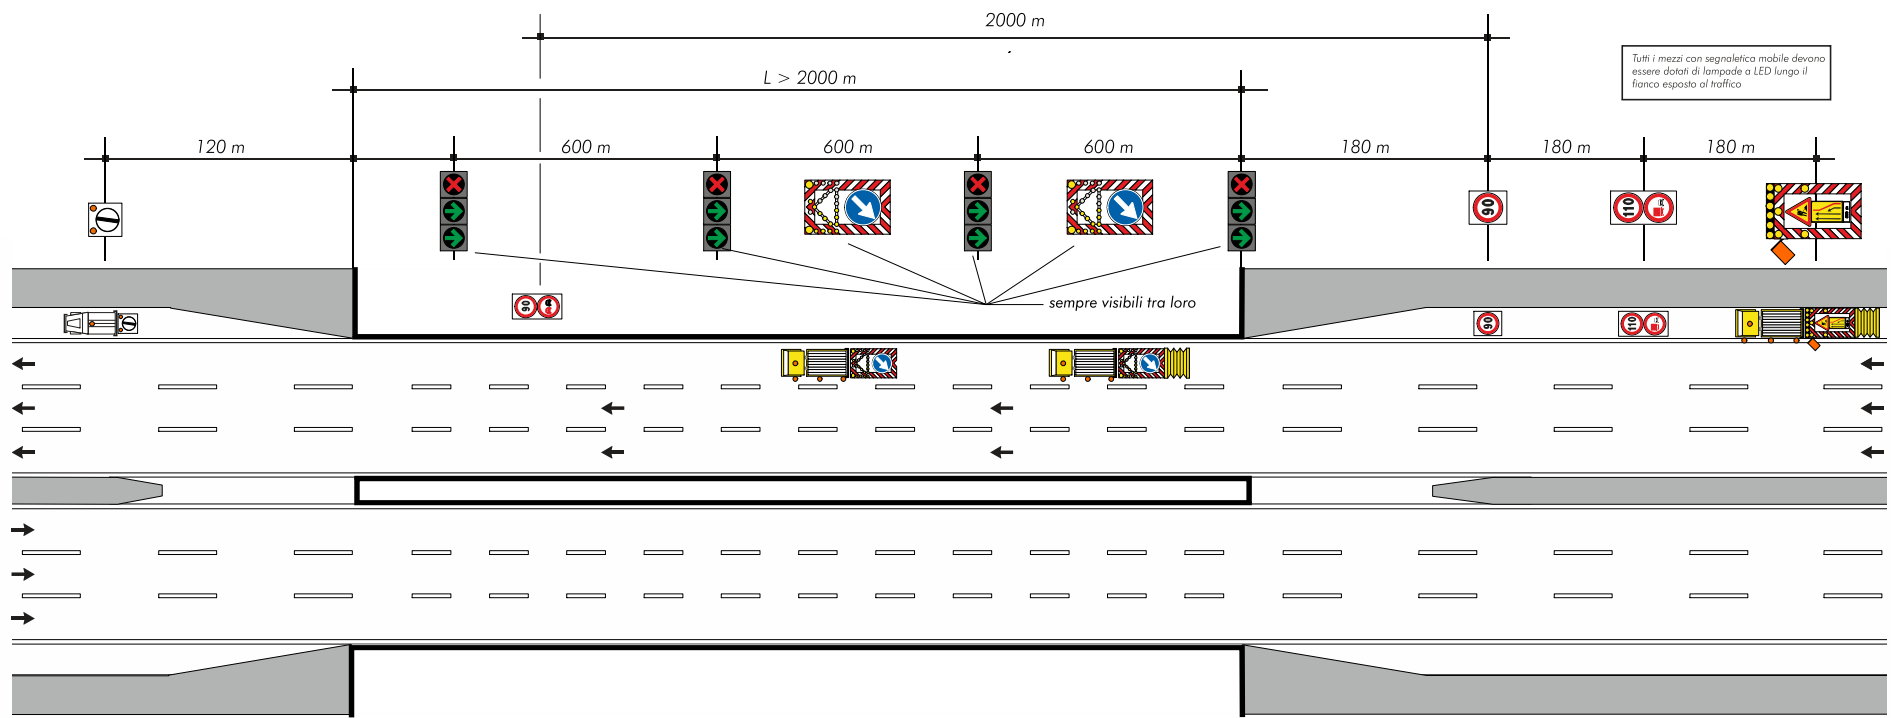 2000 m
L > 2000 m
Tutti i mezzi con segnaletica mobile devono
essere dotati di lampade a LED lungo il
fianco esposto al traffico
120 m
600 m
600 m
600 m
180 m
180 m
180 m
90
110
sempre visibili tra loro
90
90
110